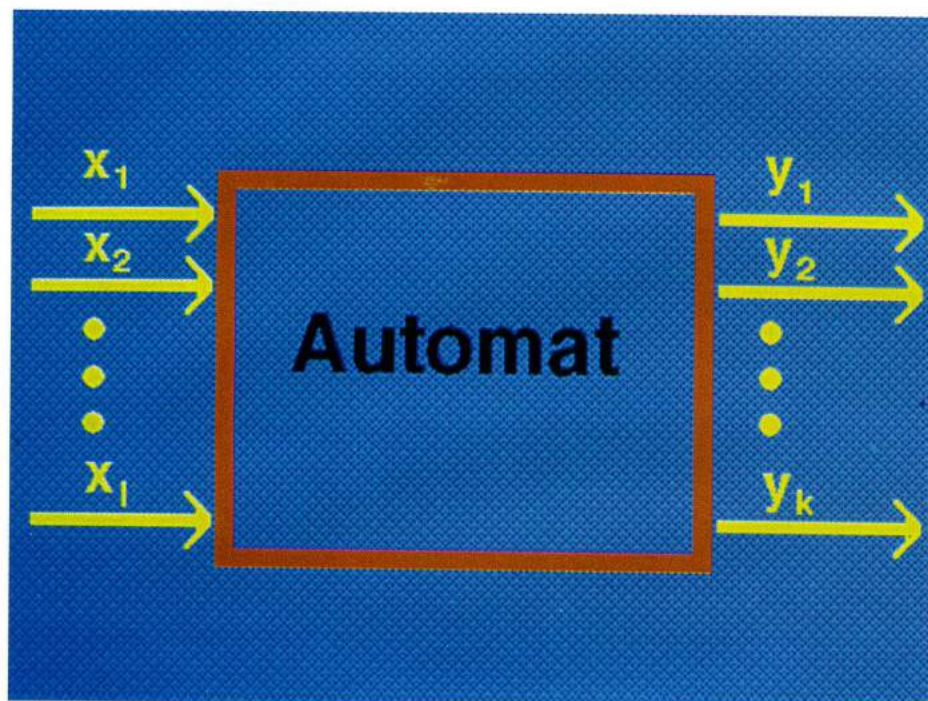 x₁
x₂
xₗ
Automat
y₁
y₂
yₖ